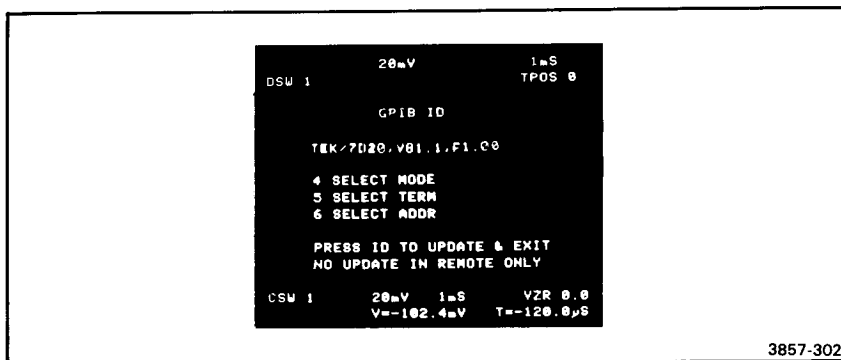 20mV 1mS
DSW 1 TPOS 0
GPIB ID
TEK/7D20,V81.1,F1.00
4 SELECT MODE
5 SELECT TERM
6 SELECT ADDR
PRESS ID TO UPDATE & EXIT
NO UPDATE IN REMOTE ONLY
CSW 1 20mV 1mS VZR 0.0
V=-102.4mV T=-120.0µS
3857-302